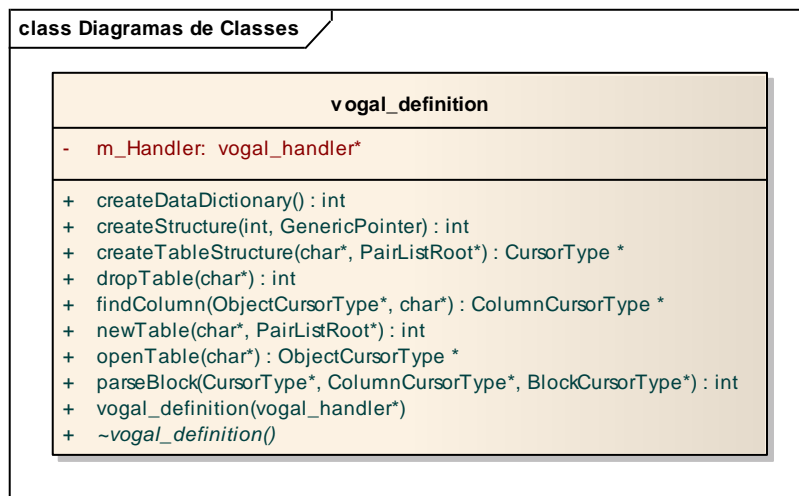 class Diagramas de Classes
vogal_definition
- m_Handler: vogal_handler*
+ createDataDictionary() : int
+ createStructure(int, GenericPointer) : int
+ createTableStructure(char*, PairListRoot*) : CursorType *
+ dropTable(char*) : int
+ findColumn(ObjectCursorType*, char*) : ColumnCursorType *
+ newTable(char*, PairListRoot*) : int
+ openTable(char*) : ObjectCursorType *
+ parseBlock(CursorType*, ColumnCursorType*, BlockCursorType*) : int
+ vogal_definition(vogal_handler*)
+ ~vogal_definition()